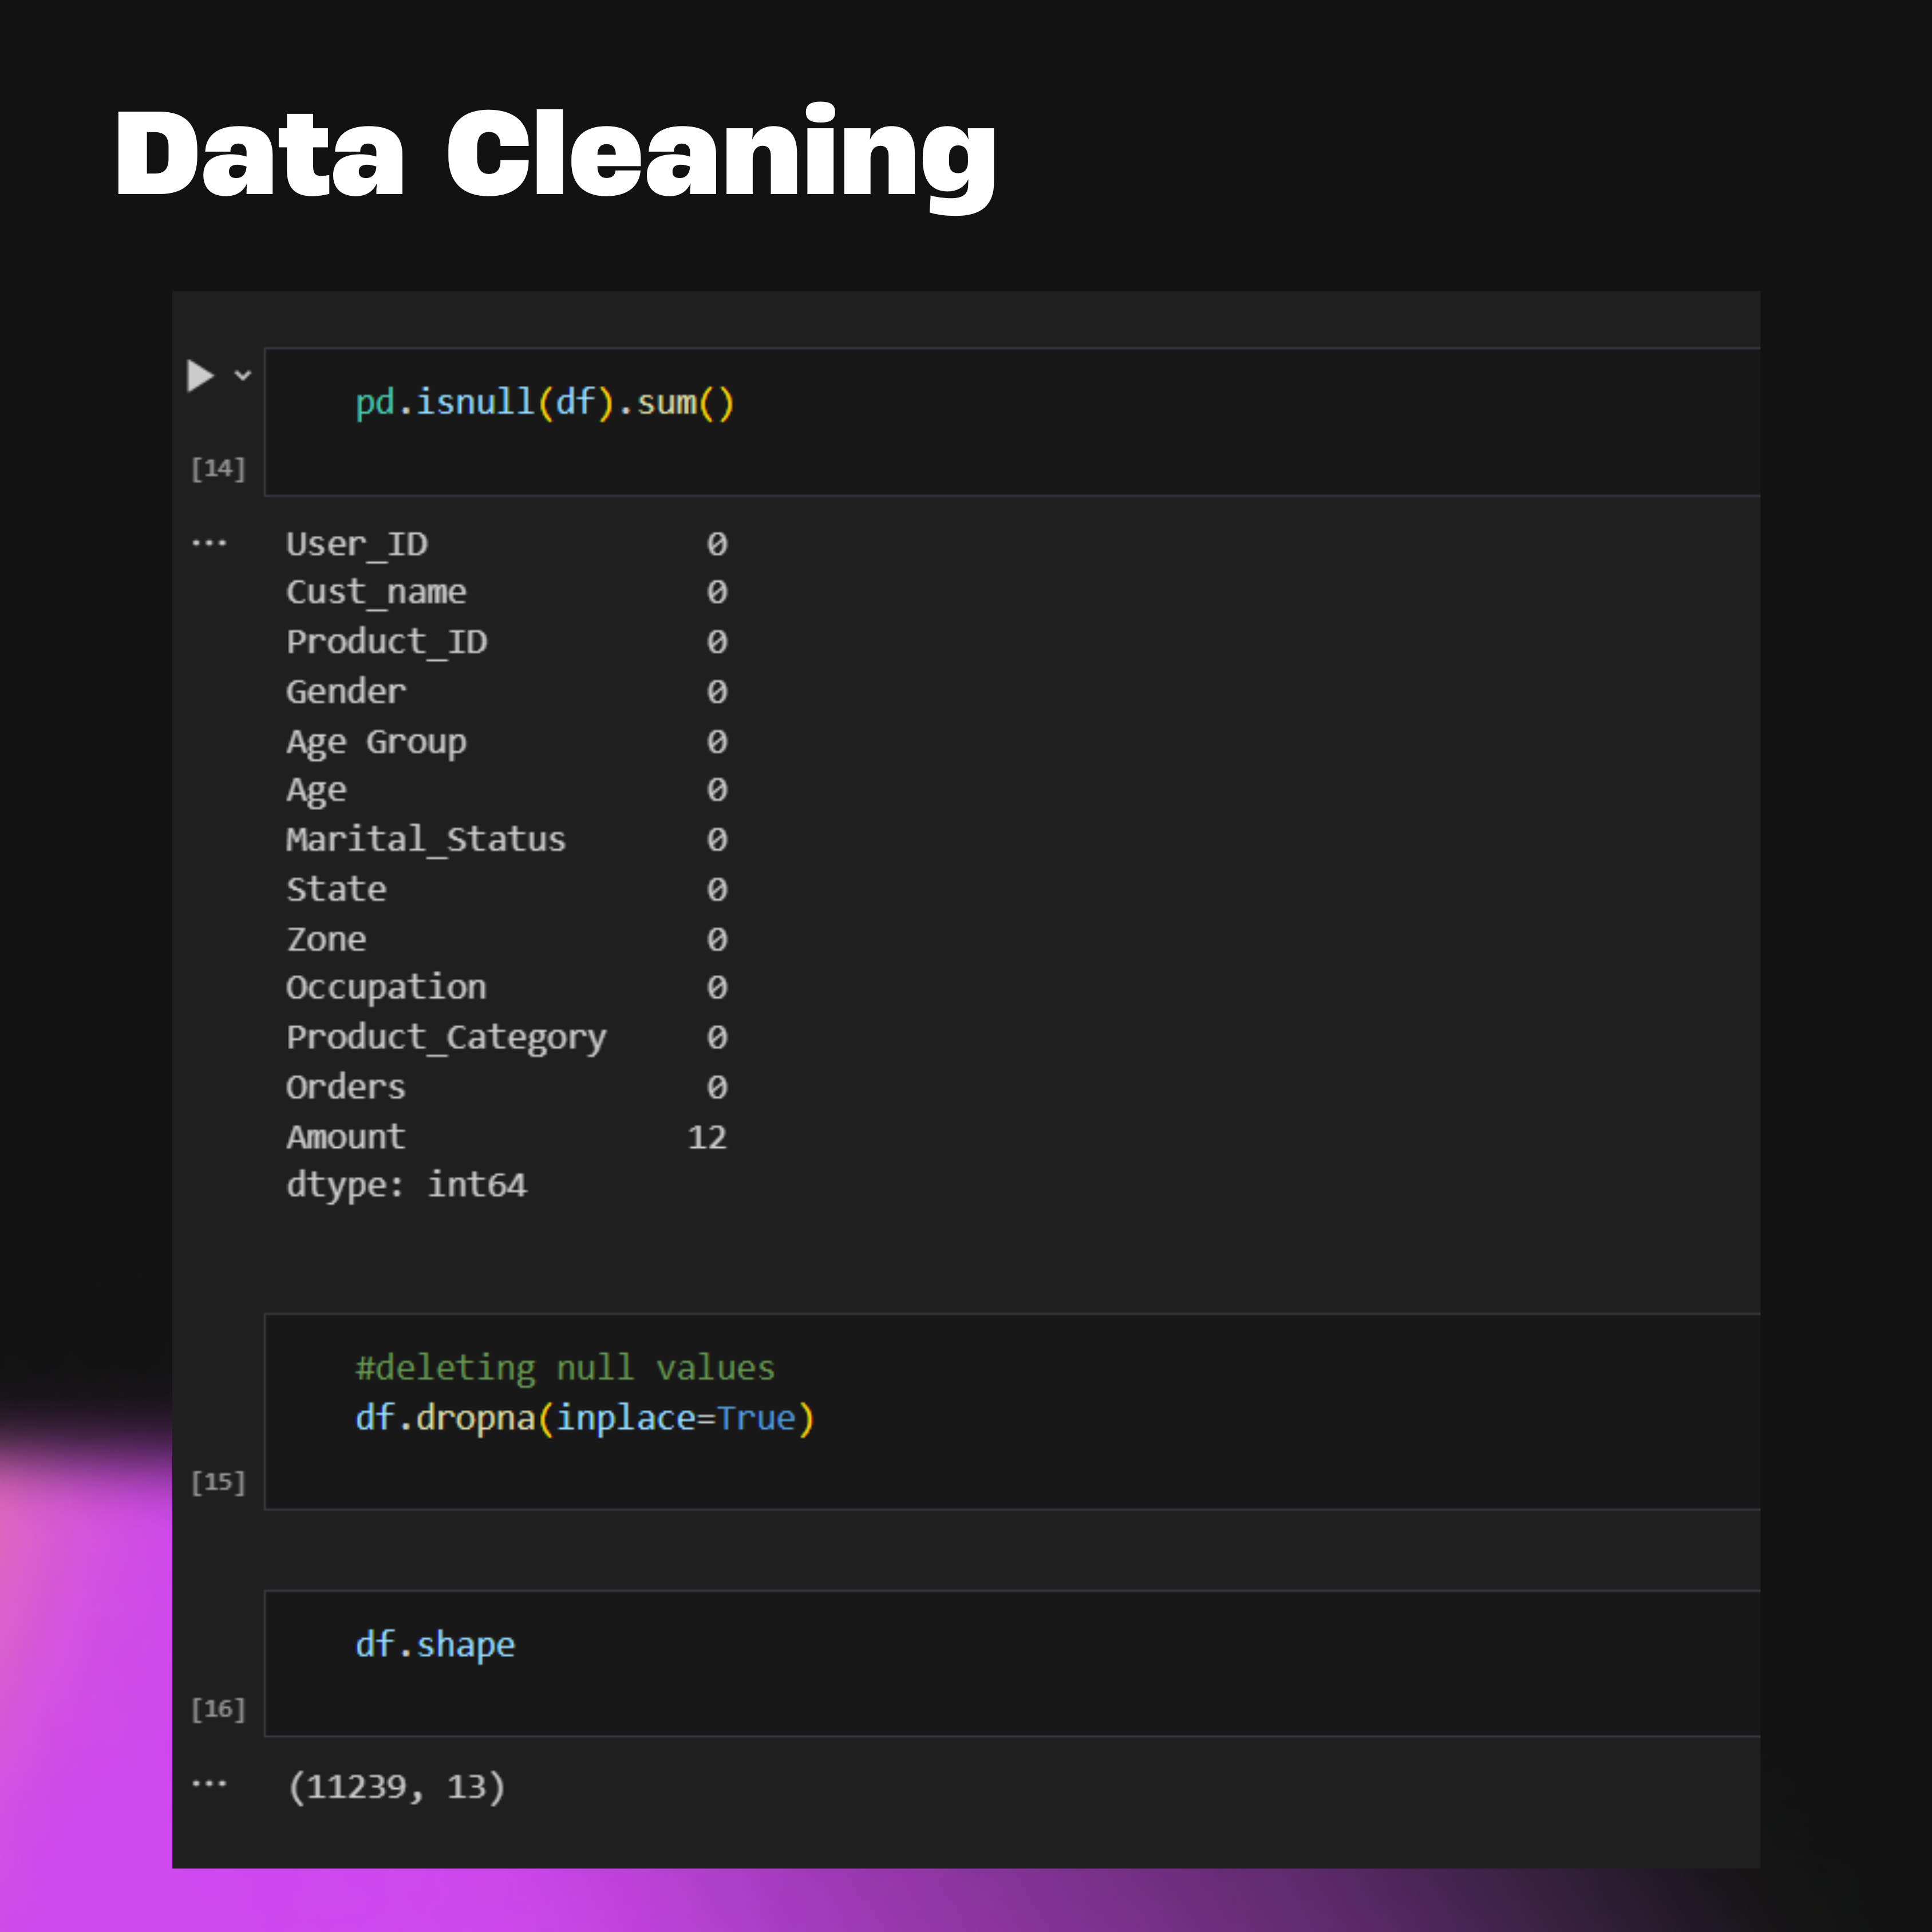 Data Cleaning
pd.isnull(df).sum()
[14]
User_ID 0
Cust_name 0
Product_ID 0
Gender 0
Age Group 0
Age 0
Marital_Status 0
State 0
Zone 0
Occupation 0
Product_Category 0
Orders 0
Amount 12
dtype: int64
#deleting null values
df.dropna(inplace=True)
[15]
df.shape
[16]
(11239, 13)